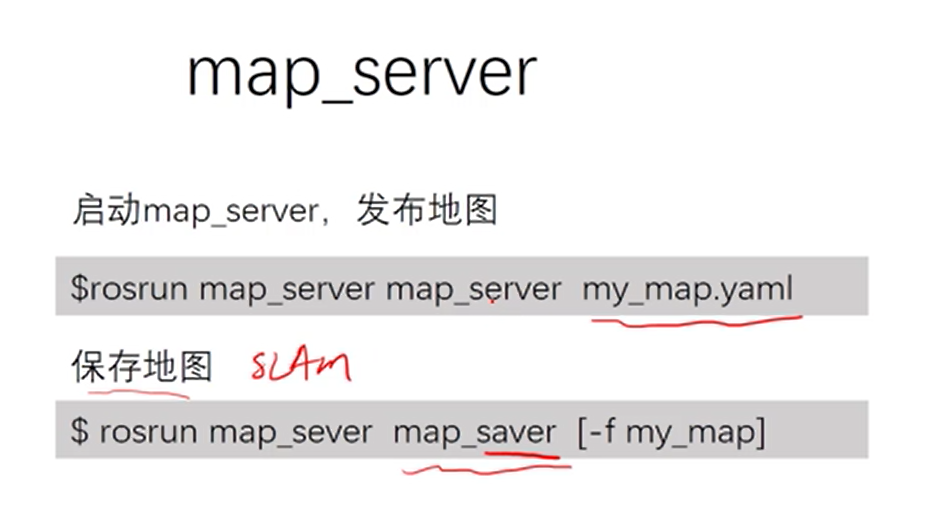 map_server
启动map_server，发布地图
$rosrun map_server map_server my_map.yaml
保存地图 SLAM
$ rosrun map_sever map_saver [-f my_map]